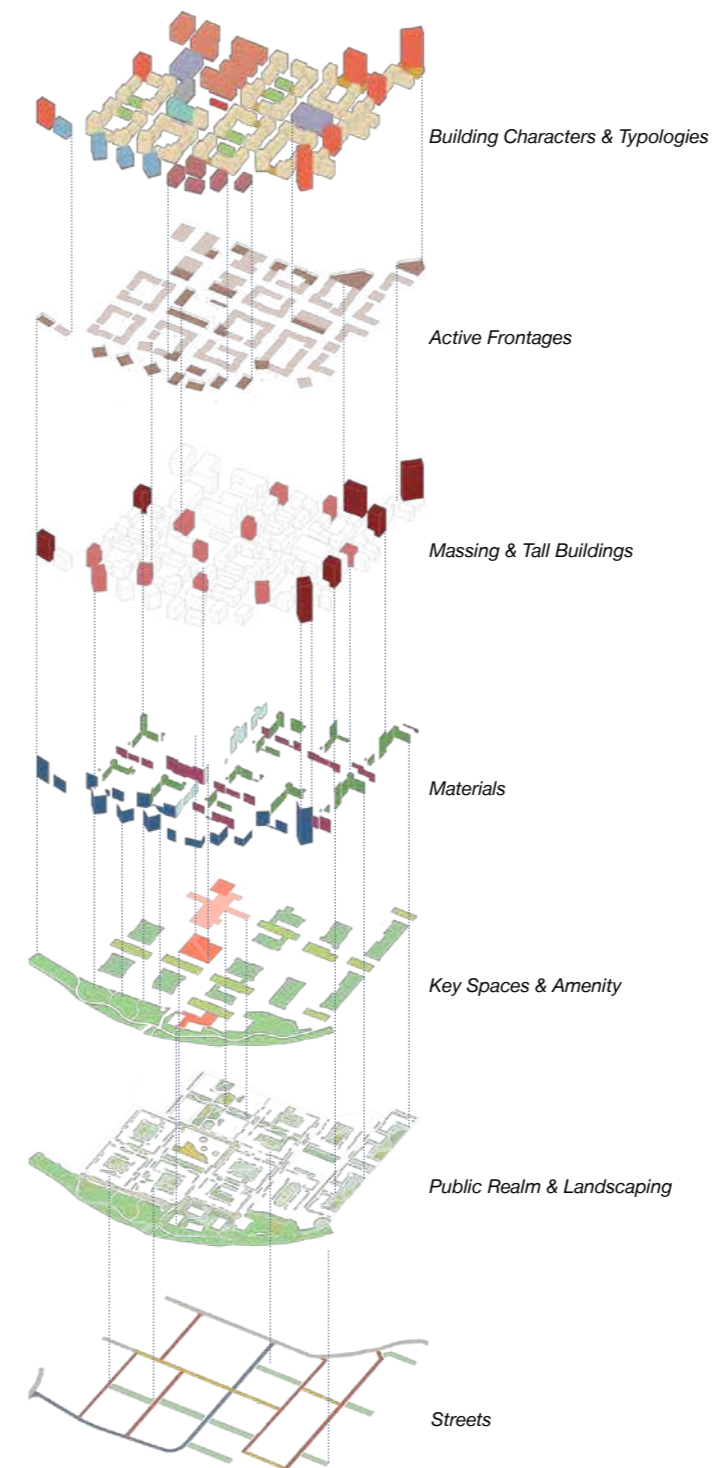 Building Characters & Typologies
Active Frontages
Massing & Tall Buildings
Materials
Key Spaces & Amenity
Public Realm & Landscaping
Streets